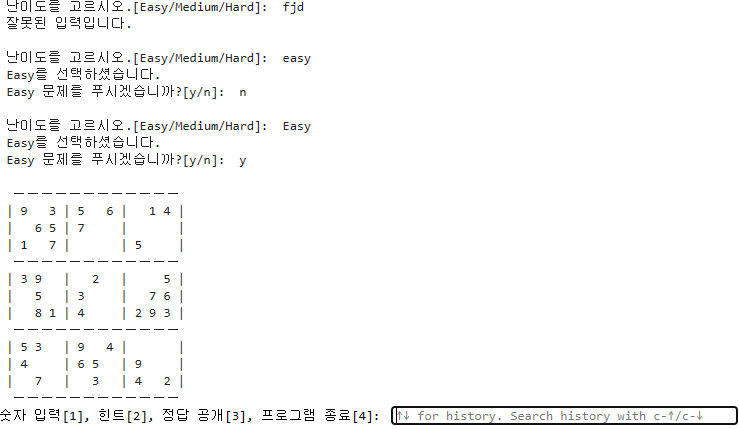 난이도를 고르시오.[Easy/Medium/Hard]: fjd
잘못된 입력입니다.
난이도를 고르시오.[Easy/Medium/Hard]: easy
Easy를 선택하셨습니다.
Easy 문제를 푸시겠습니까?[y/n]: n
난이도를 고르시오.[Easy/Medium/Hard]: Easy
Easy를 선택하셨습니다.
Easy 문제를 푸시겠습니까?[y/n]: y
— — — — — — — — — — — —
| 9   3 | 5   6 |   1 4 |
|   6 5 | 7     |       |
| 1   7 |       | 5     |
— — — — — — — — — — — —
| 3 9   |   2   |     5 |
|   5   | 3     |   7 6 |
|   8 1 | 4     | 2 9 3 |
— — — — — — — — — — — —
| 5 3   | 9   4 |       |
| 4     | 6 5   | 9     |
|   7   |   3   | 4   2 |
— — — — — — — — — — — —
숫자 입력[1], 힌트[2], 정답 공개[3], 프로그램 종료[4]: ↑↓ for history. Search history with c-↑/c-↓